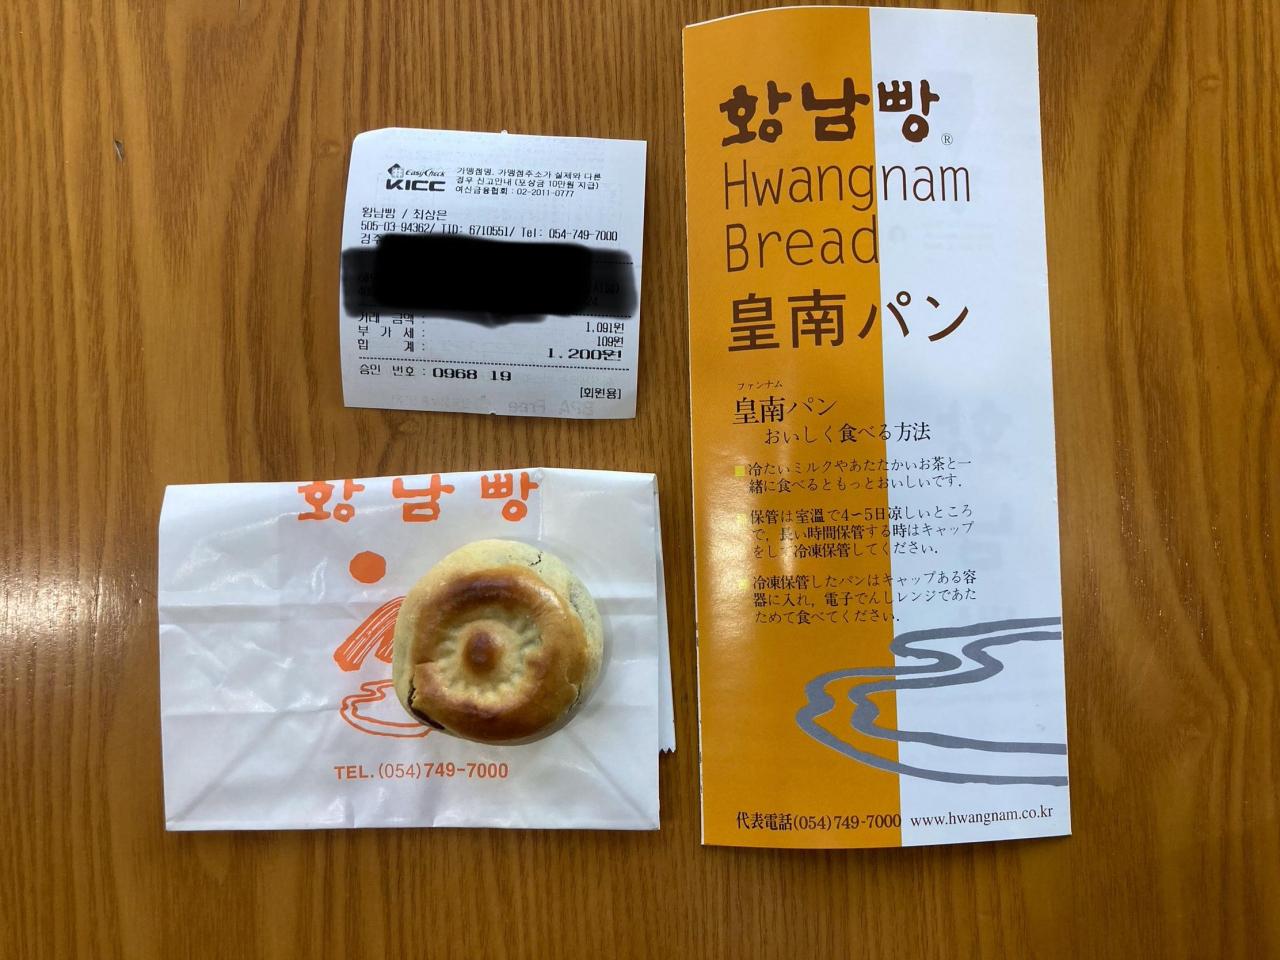 EasyCheck
KICC
가맹점명, 가맹점주소가 실제와 다른
경우 신고안내 (포상금 10만원 지급)
여신금융협회 : 02-2011-0777
황남빵 / 최상은
505-03-94362/ TID: 6710551/ Tel: 054-749-7000
거래 금액 :
1,091원
부 가 세 :
109원
합 계 :
1,200원
승인 번호 : 0968 19
[회원용]
황남빵
TEL.(054)749-7000
황남빵®
Hwangnam
Bread
皇南パン
ファンナム
皇南パン
おいしく食べる方法
冷たいミルクやあたたかいお茶と一
緒に食べるともっとおいしいです.
保管は室溫で4〜5日涼しいところ
で, 長い時間保管する時はキャップ
をして冷凍保管してください.
冷凍保管したパンはキャップある容
器に入れ, 電子でんしレンジであた
ためて食べてください.
代表電話(054)749-7000 www.hwangnam.co.kr